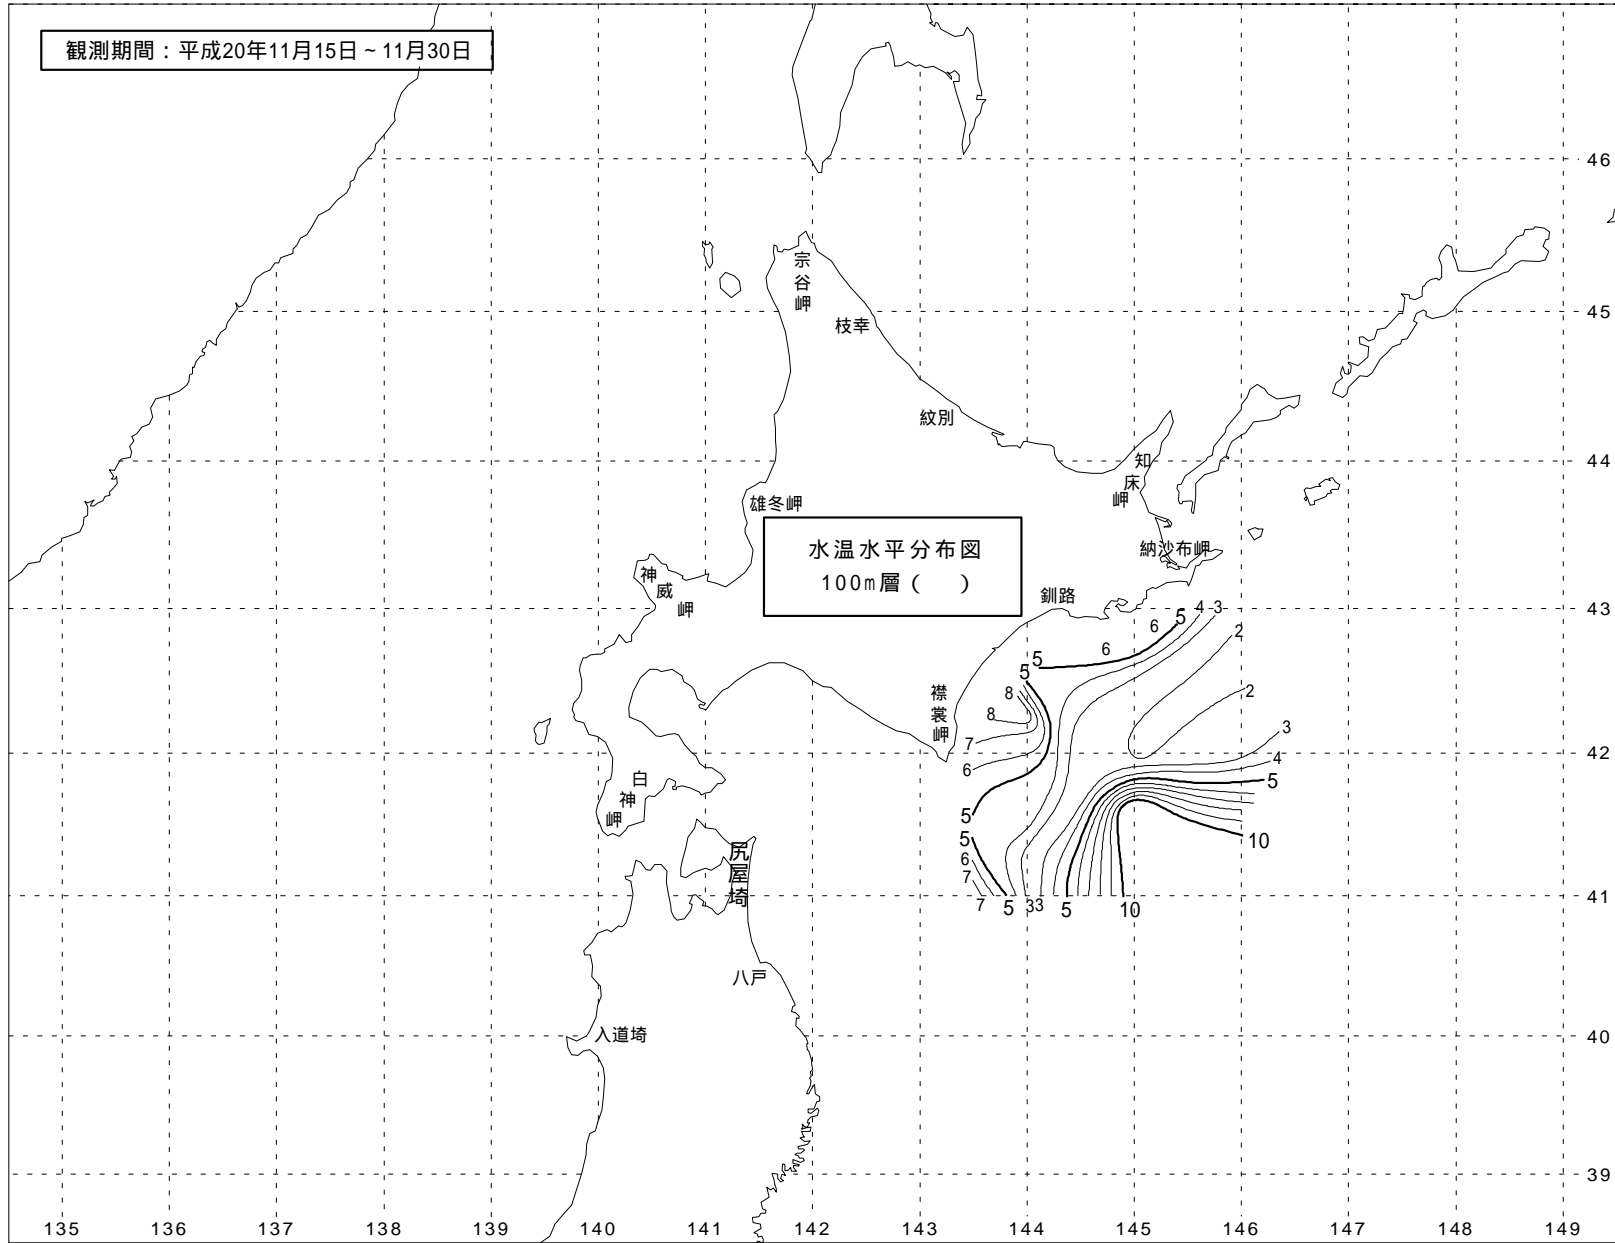 観測期間：平成20年11月15日～11月30日
46
宗谷岬
45
枝幸
紋別
44
知床岬
雄冬岬
水温水平分布図
100m層（　）
納沙布岬
神威岬
釧路
43
5 4 3
6
2
6
5
5
8
2
襟裳岬
8
3
7
42
4
6
5
白神岬
5
5
10
尻屋埼
6
7
41
7 5 3 3 5 10
八戸
入道埼
40
39
135 136 137 138 139 140 141 142 143 144 145 146 147 148 149